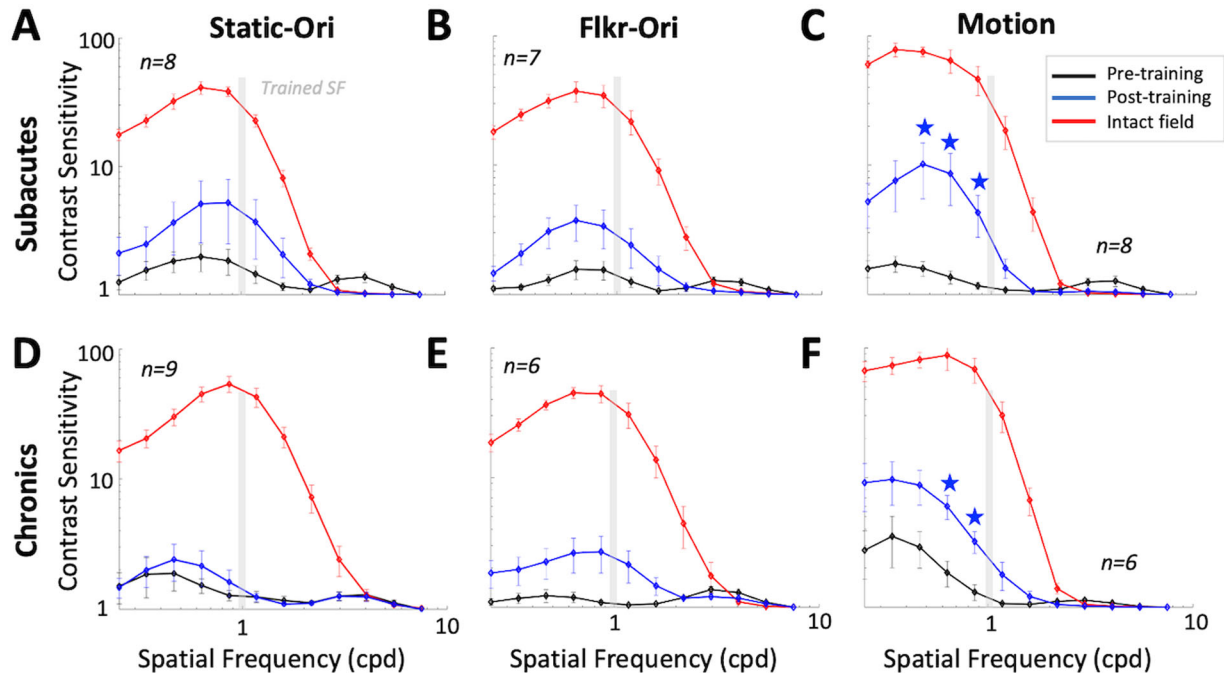 A Static-Ori
B Flkr-Ori
C Motion
Subacutes
Contrast Sensitivity
100
10
1
n=8
Trained SF
n=7
n=8
Pre-training
Post-training
Intact field
10
10
D
E
F
Chronics
Contrast Sensitivity
100
10
1
n=9
n=6
n=6
1
10
1
10
1
10
Spatial Frequency (cpd)
Spatial Frequency (cpd)
Spatial Frequency (cpd)